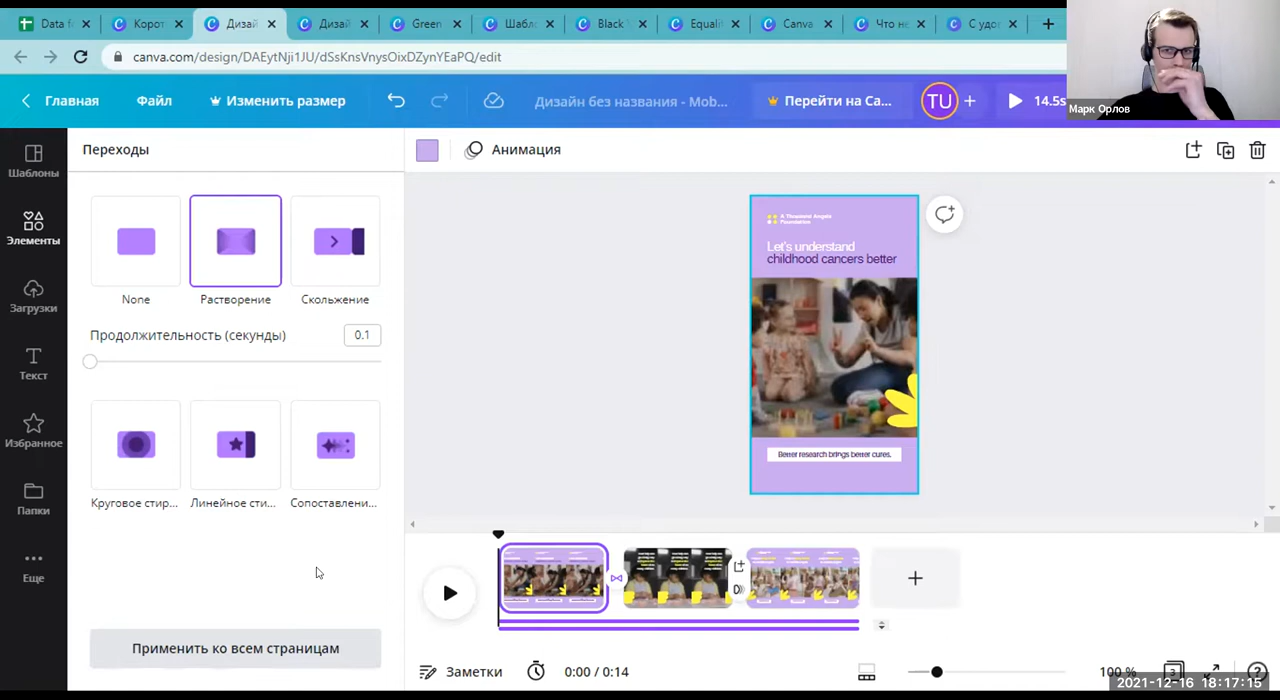 Data f
Корот
Дизай
Дизай
Green
Шабло
Black
Equali
Canva
Что не
С удо
canva.com/design/DAEytNji1JU/dSsKnsVnysOixDZynYEaPQ/edit
Марк Орлов
Главная
Файл
Изменить размер
Дизайн без названия - Mob...
Перейти на Ca...
TU
14.5s
Шаблоны
Элементы
Загрузки
Текст
Избранное
Папки
Еще
Переходы
None
Растворение
Скольжение
Продолжительность (секунды)
0.1
Круговое стир...
Линейное сти...
Сопоставлени...
Применить ко всем страницам
Анимация
A Thousand Angels
Foundation
Let's understand
childhood cancers better
Better research brings better cures.
Заметки
0:00 / 0:14
100 %
3
2021-12-16 18:17:15